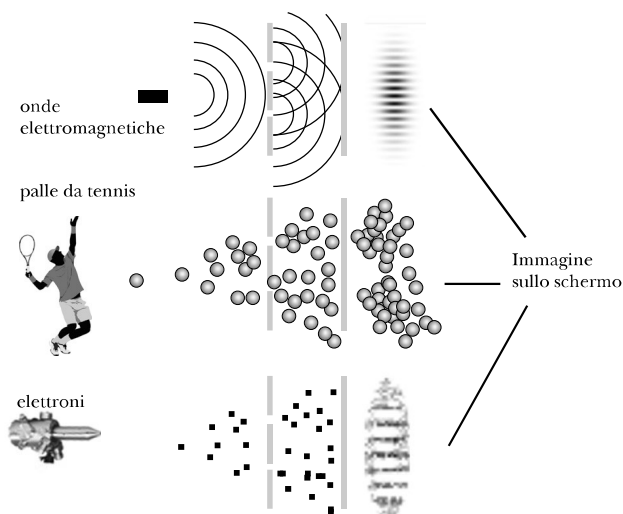 onde
elettromagnetiche
palle da tennis
Immagine
sullo schermo
elettroni